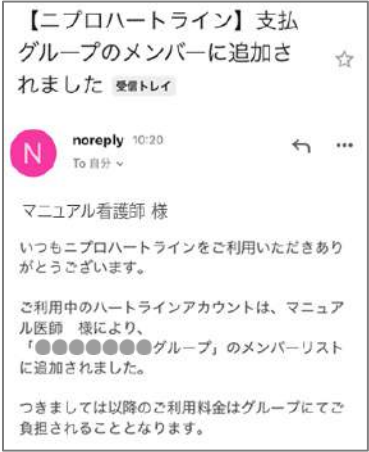 【ニプロハートライン】支払
グループのメンバーに追加さ
れました 受信トレイ
N
noreply 10:20
To 自分
マニュアル看護師 様
いつもニプロハートラインをご利用いただきあり
がとうございます。
ご利用中のハートラインアカウントは、マニュア
ル医師　様により、
「●●●●●●●グループ」のメンバーリスト
に追加されました。
つきましては以降のご利用料金はグループにてご
負担されることとなります。